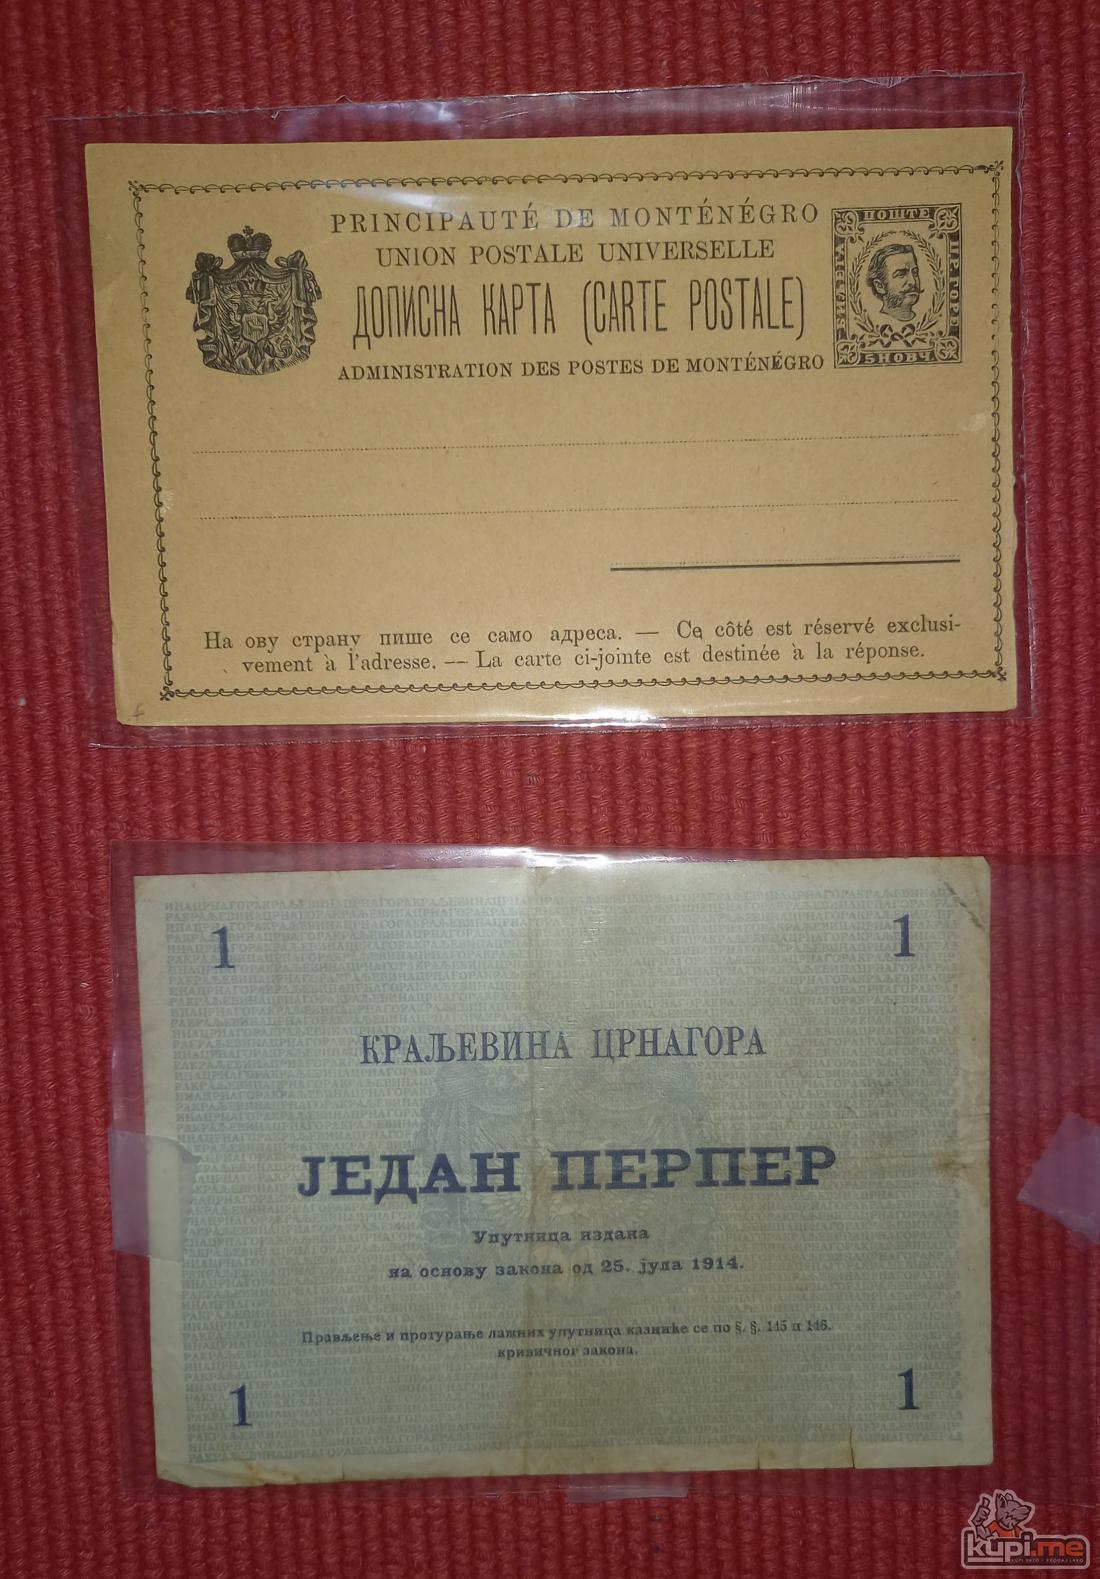 PRINCIPAUTÉ DE MONTÉNÉGRO
UNION POSTALE UNIVERSELLE
ДОПИСНА КАРТА (CARTE POSTALE)
ADMINISTRATION DES POSTES DE MONTÉNÉGRO
ПОШТЕ
ЦР. ГОРЕ
5 НОВЧ
На ову страну пише се само адреса. — Ce côté est réservé exclusi-
vement à l'adresse. — La carte ci-jointe est destinée à la réponse.
1 1
КРАЉЕВИНА ЦРНАГОРА
ЈЕДАН ПЕРПЕР
Упутница издана
на основу закона од 25. јула 1914.
Прављење и протурање лажних упутница казниће се по §. §. 145 и 146.
кривичног закона.
1 1
kupi.me